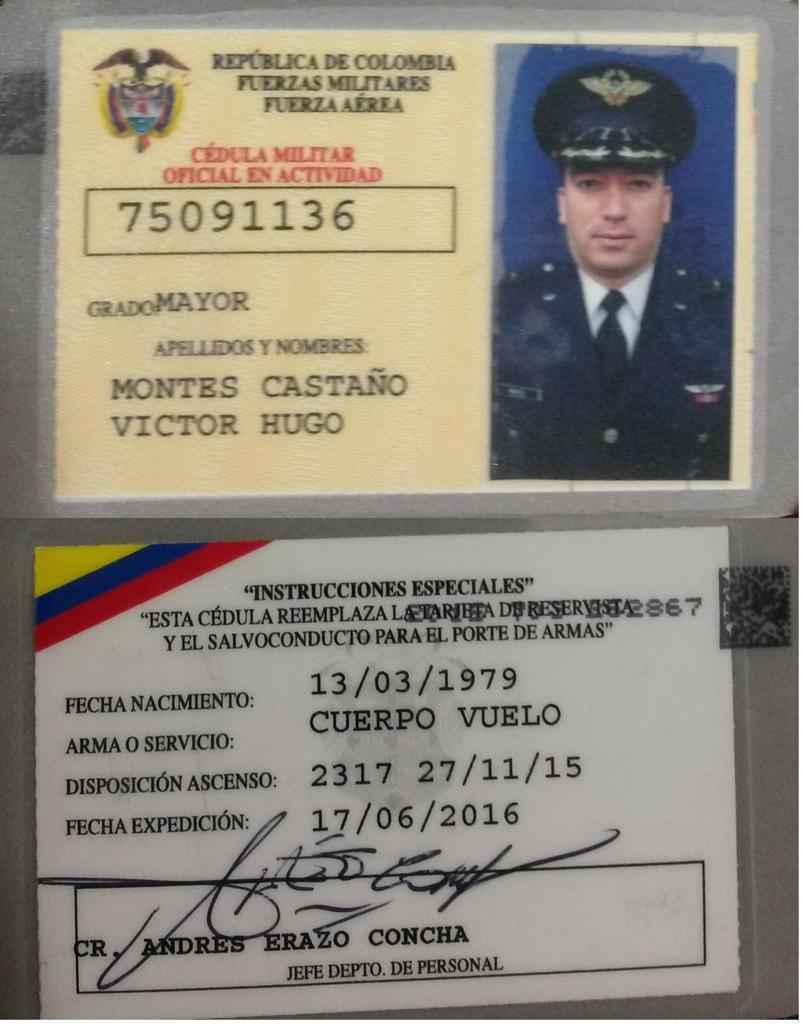 REPÚBLICA DE COLOMBIA
FUERZAS MILITARES
FUERZA AÉREA
CÉDULA MILITAR
OFICIAL EN ACTIVIDAD
75091136
GRADO MAYOR
APELLIDOS Y NOMBRES:
MONTES CASTAÑO
VICTOR HUGO
"INSTRUCCIONES ESPECIALES"
"ESTA CÉDULA REEMPLAZA LA TARJETA DE RESERVISTA
Y EL SALVOCONDUCTO PARA EL PORTE DE ARMAS"
FECHA NACIMIENTO: 13/03/1979
ARMA O SERVICIO: CUERPO VUELO
DISPOSICIÓN ASCENSO: 2317 27/11/15
FECHA EXPEDICIÓN: 17/06/2016
CR. ANDRES ERAZO CONCHA
JEFE DEPTO. DE PERSONAL